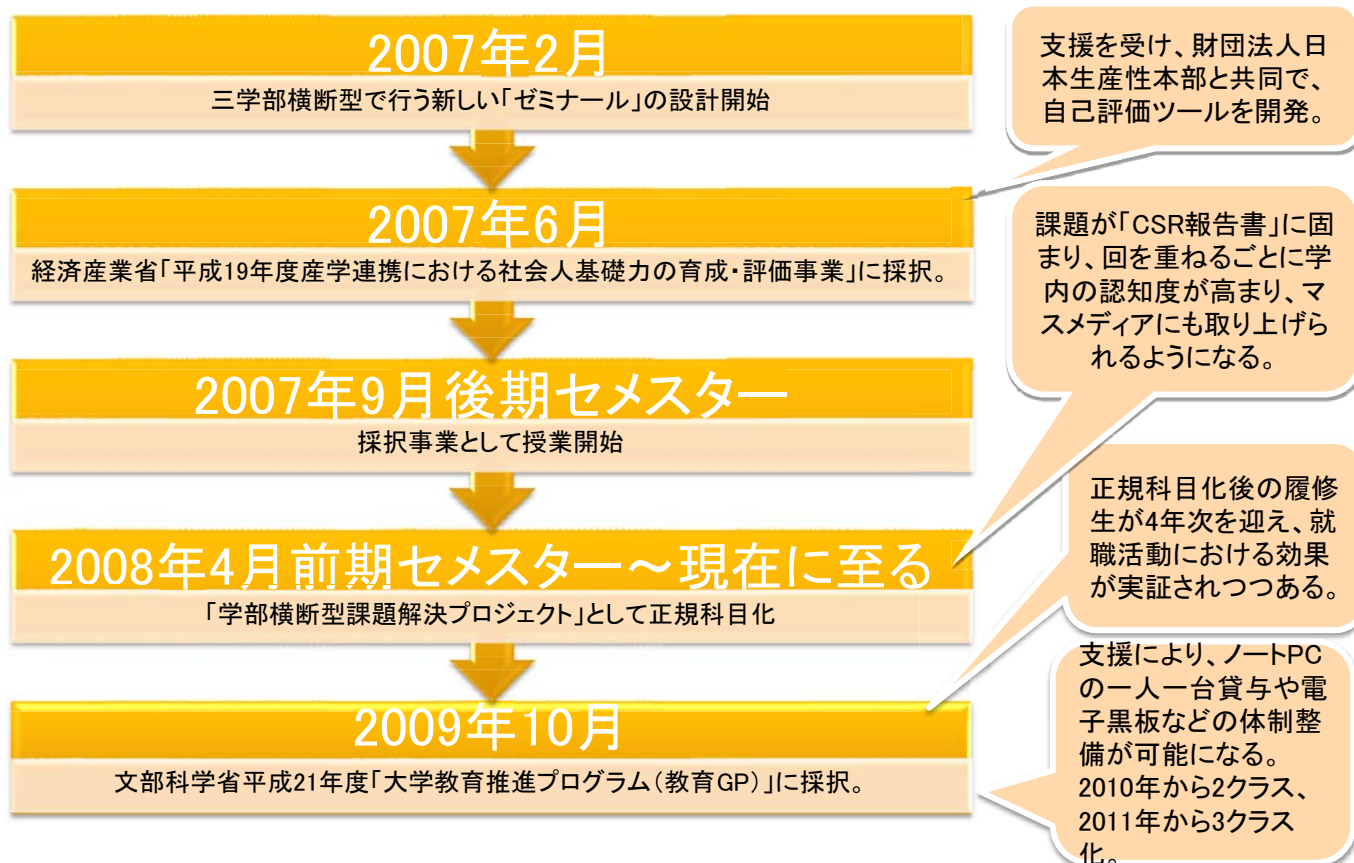 2007年2月
三学部横断型で行う新しい「ゼミナール」の設計開始
支援を受け、財団法人日
本生産性本部と共同で、
自己評価ツールを開発。
2007年6月
経済産業省「平成19年度産学連携における社会人基礎力の育成・評価事業」に採択。
課題が「CSR報告書」に固
まり、回を重ねるごとに学
内の認知度が高まり、マ
スメディアにも取り上げら
れるようになる。
2007年9月後期セメスター
採択事業として授業開始
2008年4月前期セメスター～現在に至る
「学部横断型課題解決プロジェクト」として正規科目化
正規科目化後の履修
生が4年次を迎え、就
職活動における効果
が実証されつつある。
2009年10月
文部科学省平成21年度「大学教育推進プログラム（教育GP）」に採択。
支援により、ノートPC
の一人一台貸与や電
子黒板などの体制整
備が可能になる。
2010年から2クラス、
2011年から3クラス
化。